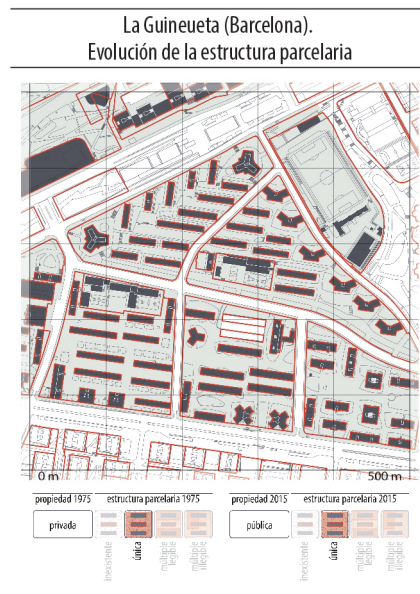 La Guineueta (Barcelona).
Evolución de la estructura parcelaria
0 m
500 m
propiedad 1975
estructura parcelaria 1975
propiedad 2015
estructura parcelaria 2015
privada
inexistente
única
múltiple
legible
múltiple
ilegible
pública
inexistente
única
múltiple
legible
múltiple
ilegible